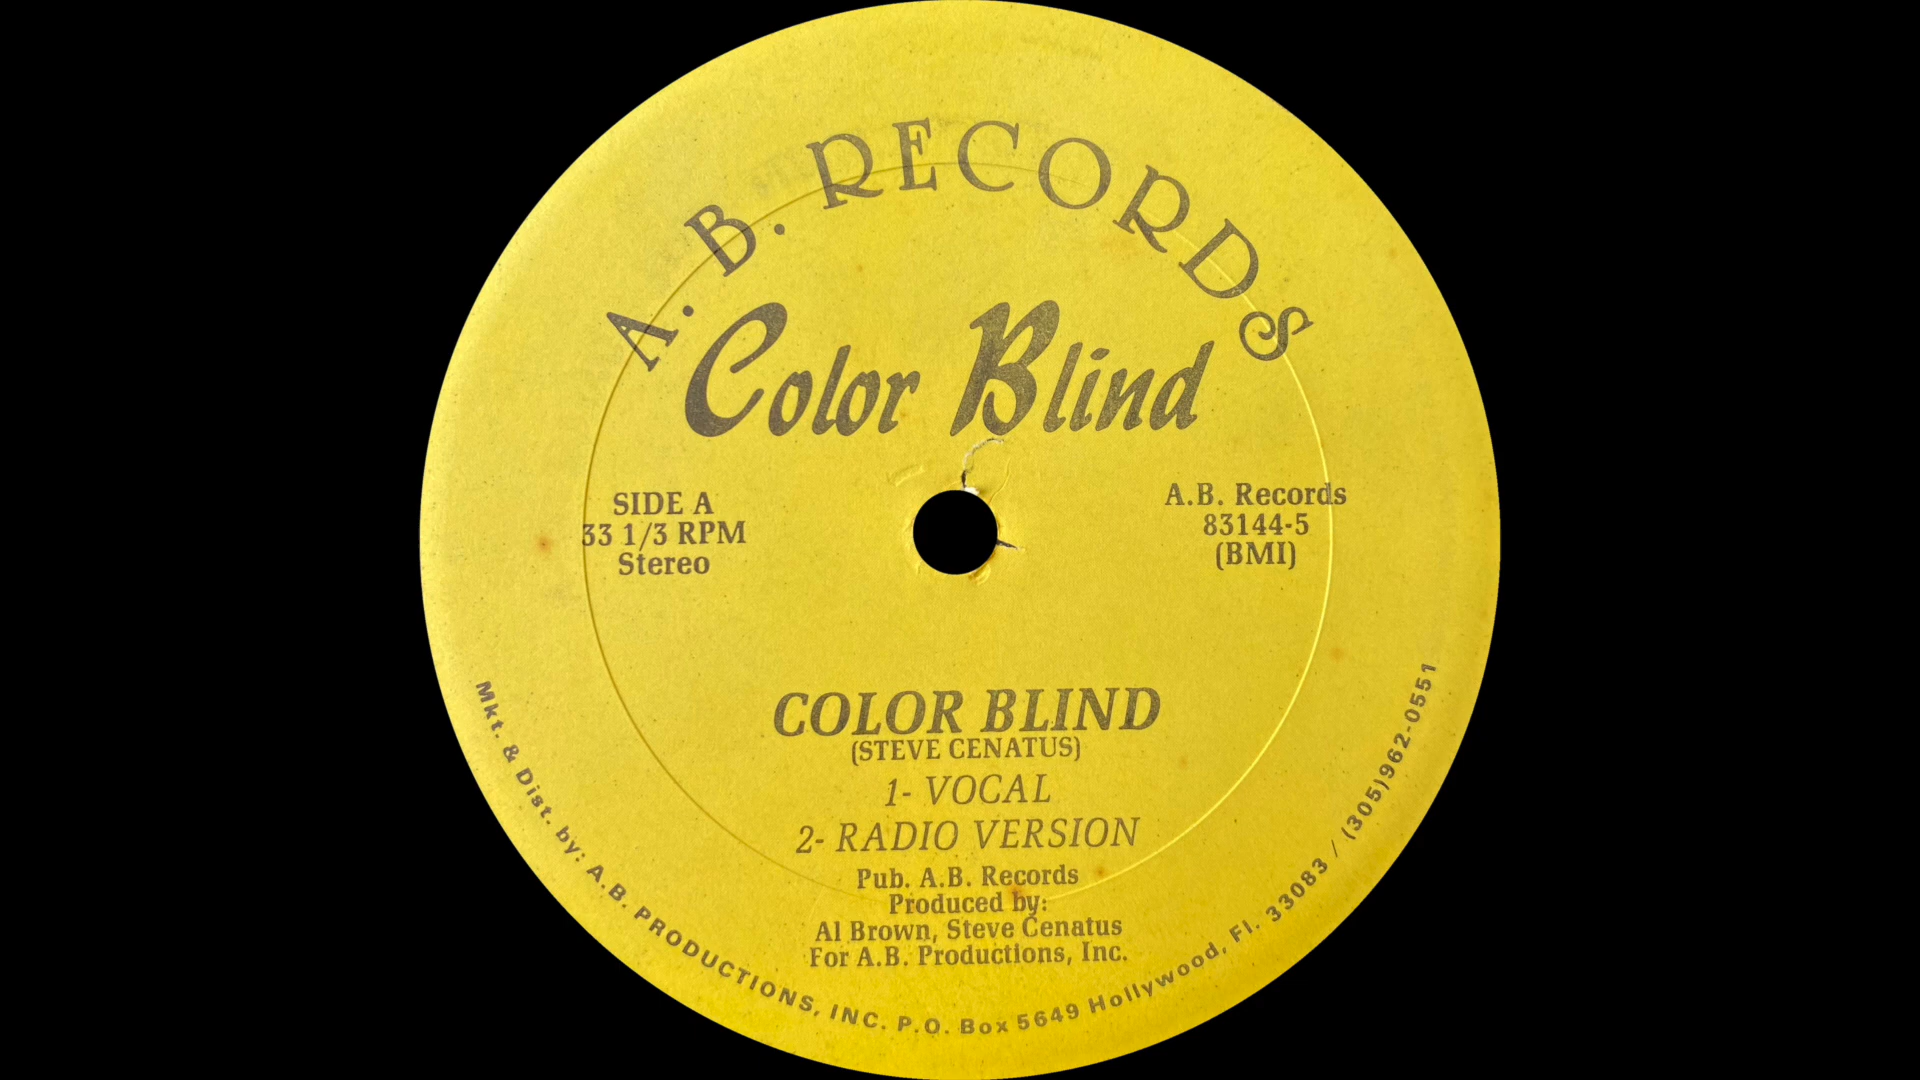 A. B. RECORDS
Color Blind
SIDE A
33 1/3 RPM
Stereo
A.B. Records
83144-5
(BMI)
COLOR BLIND
(STEVE CENATUS)
1- VOCAL
2- RADIO VERSION
Pub. A.B. Records
Produced by:
Al Brown, Steve Cenatus
For A.B. Productions, Inc.
Mkt. & Dist. by: A.B. PRODUCTIONS, INC. P.O. Box 5649 Hollywood, Fl. 33083 / (305)962-0551